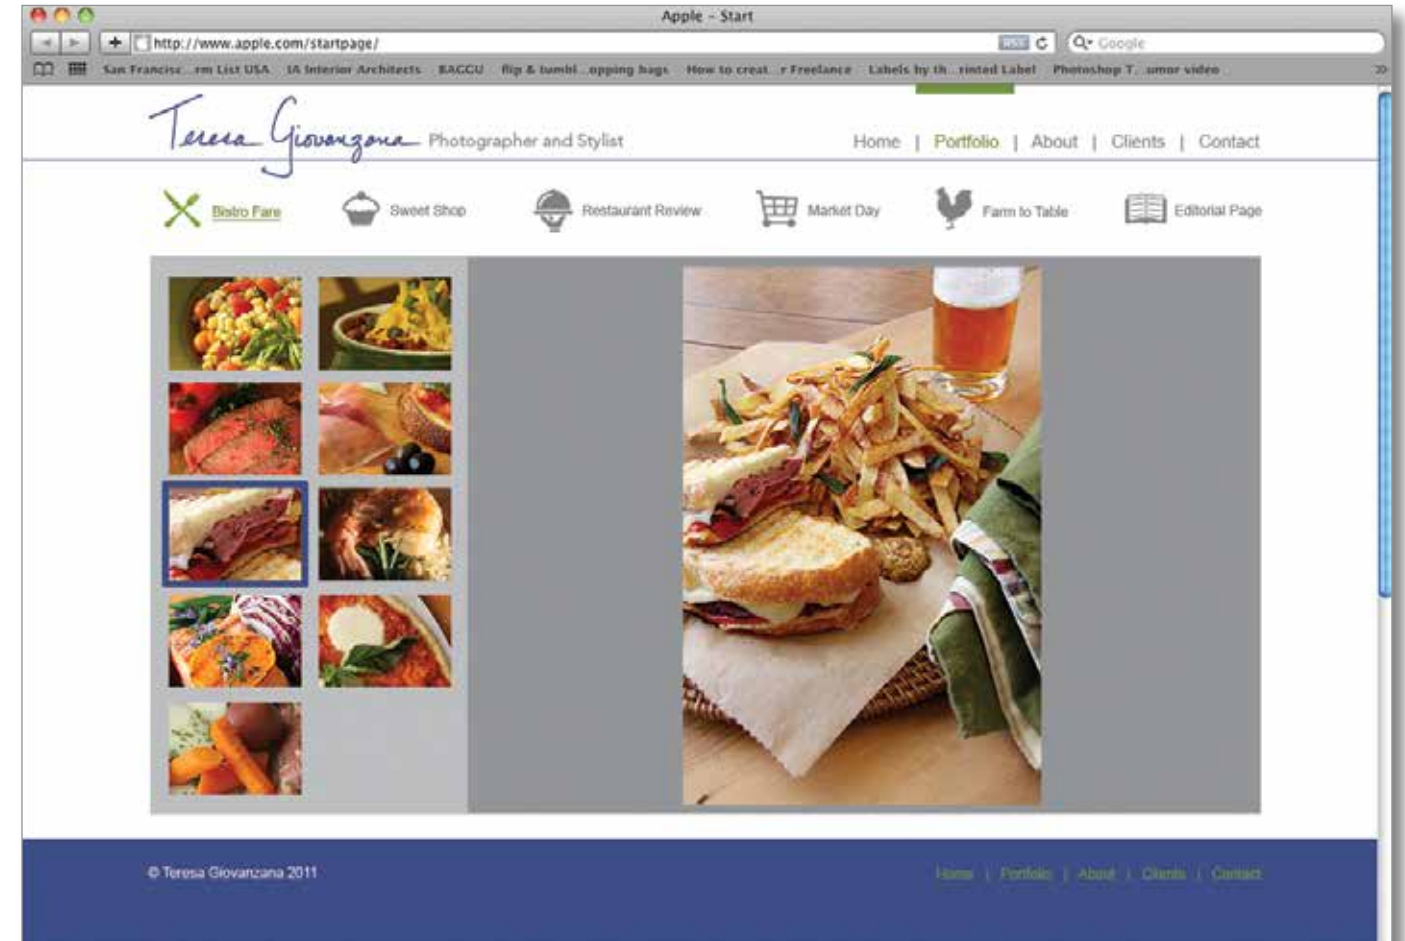 Apple – Start
http://www.apple.com/startpage/
RSS
Google
San Francisc...rm List USA IA Interior Architects BAGGU flip & tumbl...opping bags How to creat...r Freelance Labels by th...rinted Label Photoshop T...umor video
Teresa Giovanzana Photographer and Stylist
Home | Portfolio | About | Clients | Contact
Bistro Fare Sweet Shop Restaurant Review Market Day Farm to Table Editorial Page
© Teresa Giovanzana 2011
Home | Portfolio | About | Clients | Contact